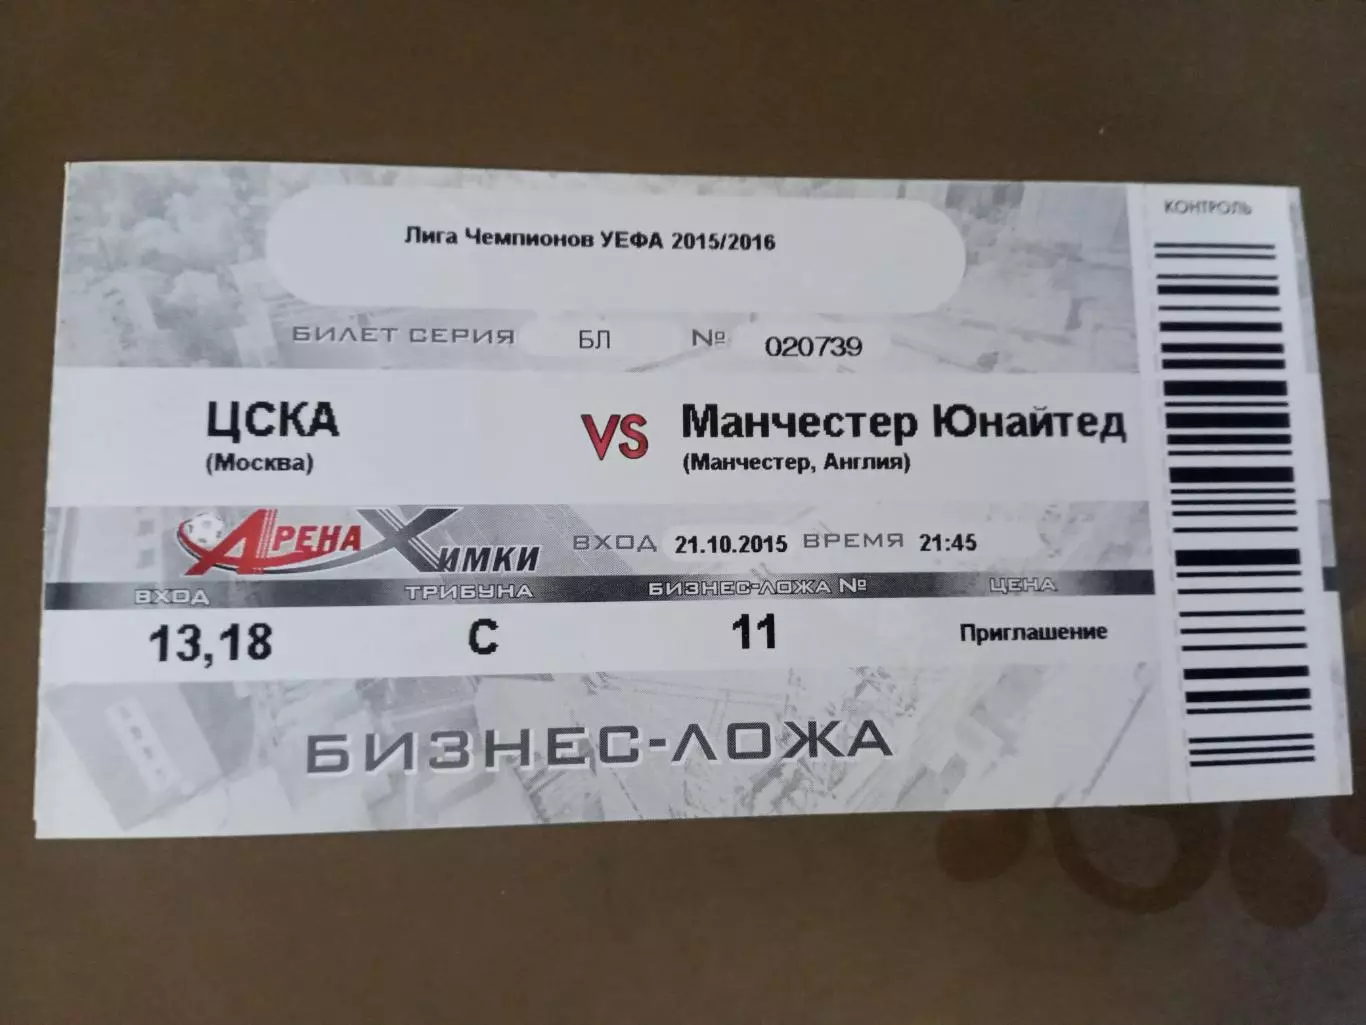 КОНТРОЛЬ
Лига Чемпионов УЕФА 2015/2016
БИЛЕТ СЕРИЯ БЛ № 020739
ЦСКА VS Манчестер Юнайтед
(Москва) (Манчестер, Англия)
АРЕНА ХИМКИ ВХОД 21.10.2015 ВРЕМЯ 21:45
ВХОД ТРИБУНА БИЗНЕС-ЛОЖА № ЦЕНА
13,18 С 11 Приглашение
БИЗНЕС-ЛОЖА